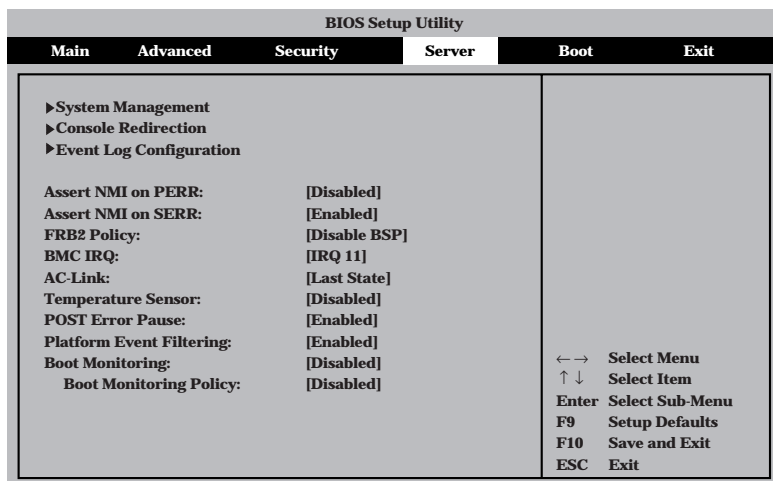 BIOS Setup Utility
Main Advanced Security Server Boot Exit
▶System Management
▶Console Redirection
▶Event Log Configuration
Assert NMI on PERR: [Disabled]
Assert NMI on SERR: [Enabled]
FRB2 Policy: [Disable BSP]
BMC IRQ: [IRQ 11]
AC-Link: [Last State]
Temperature Sensor: [Disabled]
POST Error Pause: [Enabled]
Platform Event Filtering: [Enabled]
Boot Monitoring: [Disabled]
Boot Monitoring Policy: [Disabled]
←→ Select Menu
↑↓ Select Item
Enter Select Sub-Menu
F9 Setup Defaults
F10 Save and Exit
ESC Exit